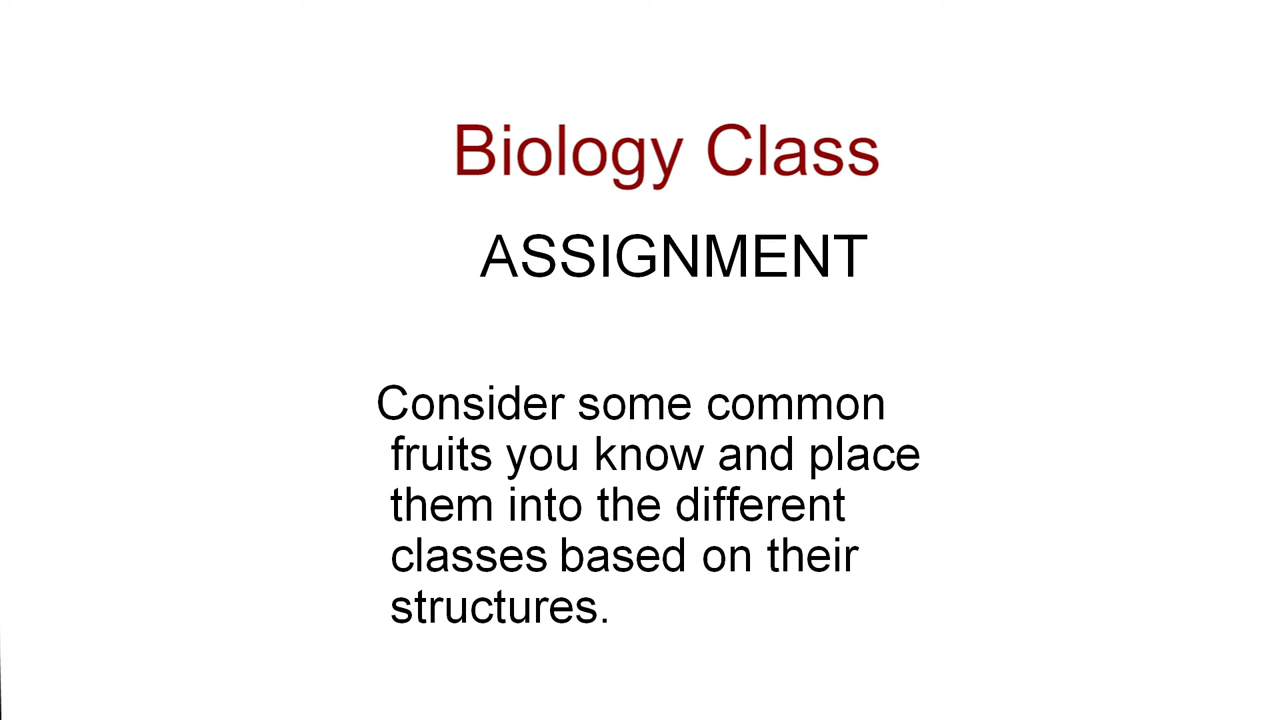 Biology Class
ASSIGNMENT
Consider some common
fruits you know and place
them into the different
classes based on their
structures.